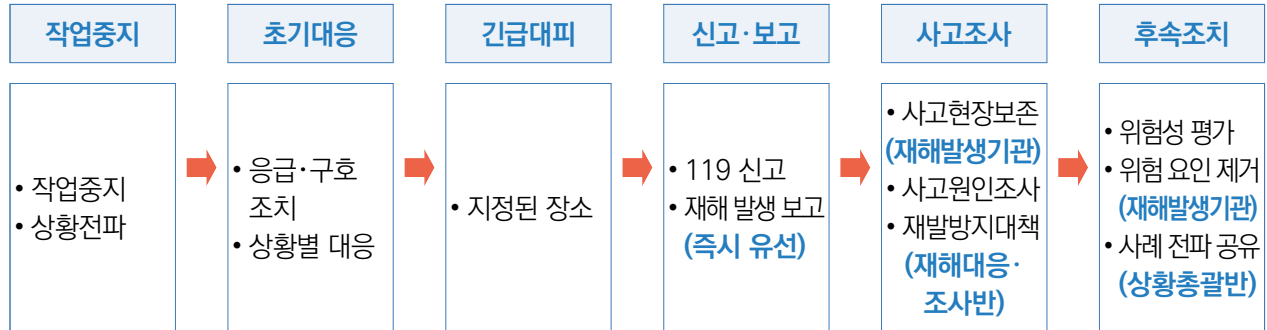 작업중지
초기대응
긴급대피
신고·보고
사고조사
후속조치
• 작업중지
• 상황전파
• 응급·구호
조치
• 상황별 대응
• 지정된 장소
• 119 신고
• 재해 발생 보고
(즉시 유선)
• 사고현장보존
(재해발생기관)
• 사고원인조사
• 재발방지대책
(재해대응·
조사반)
• 위험성 평가
• 위험 요인 제거
(재해발생기관)
• 사례 전파 공유
(상황총괄반)